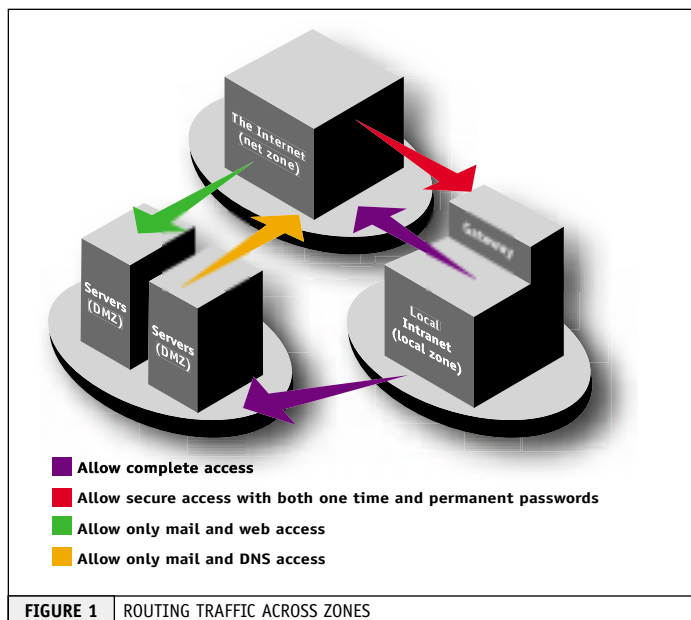 The Internet
(net zone)
Gateway
Servers
(DMZ)
Servers
(DMZ)
Local
Intranet
(local zone)
Allow complete access
Allow secure access with both one time and permanent passwords
Allow only mail and web access
Allow only mail and DNS access
FIGURE 1 ROUTING TRAFFIC ACROSS ZONES